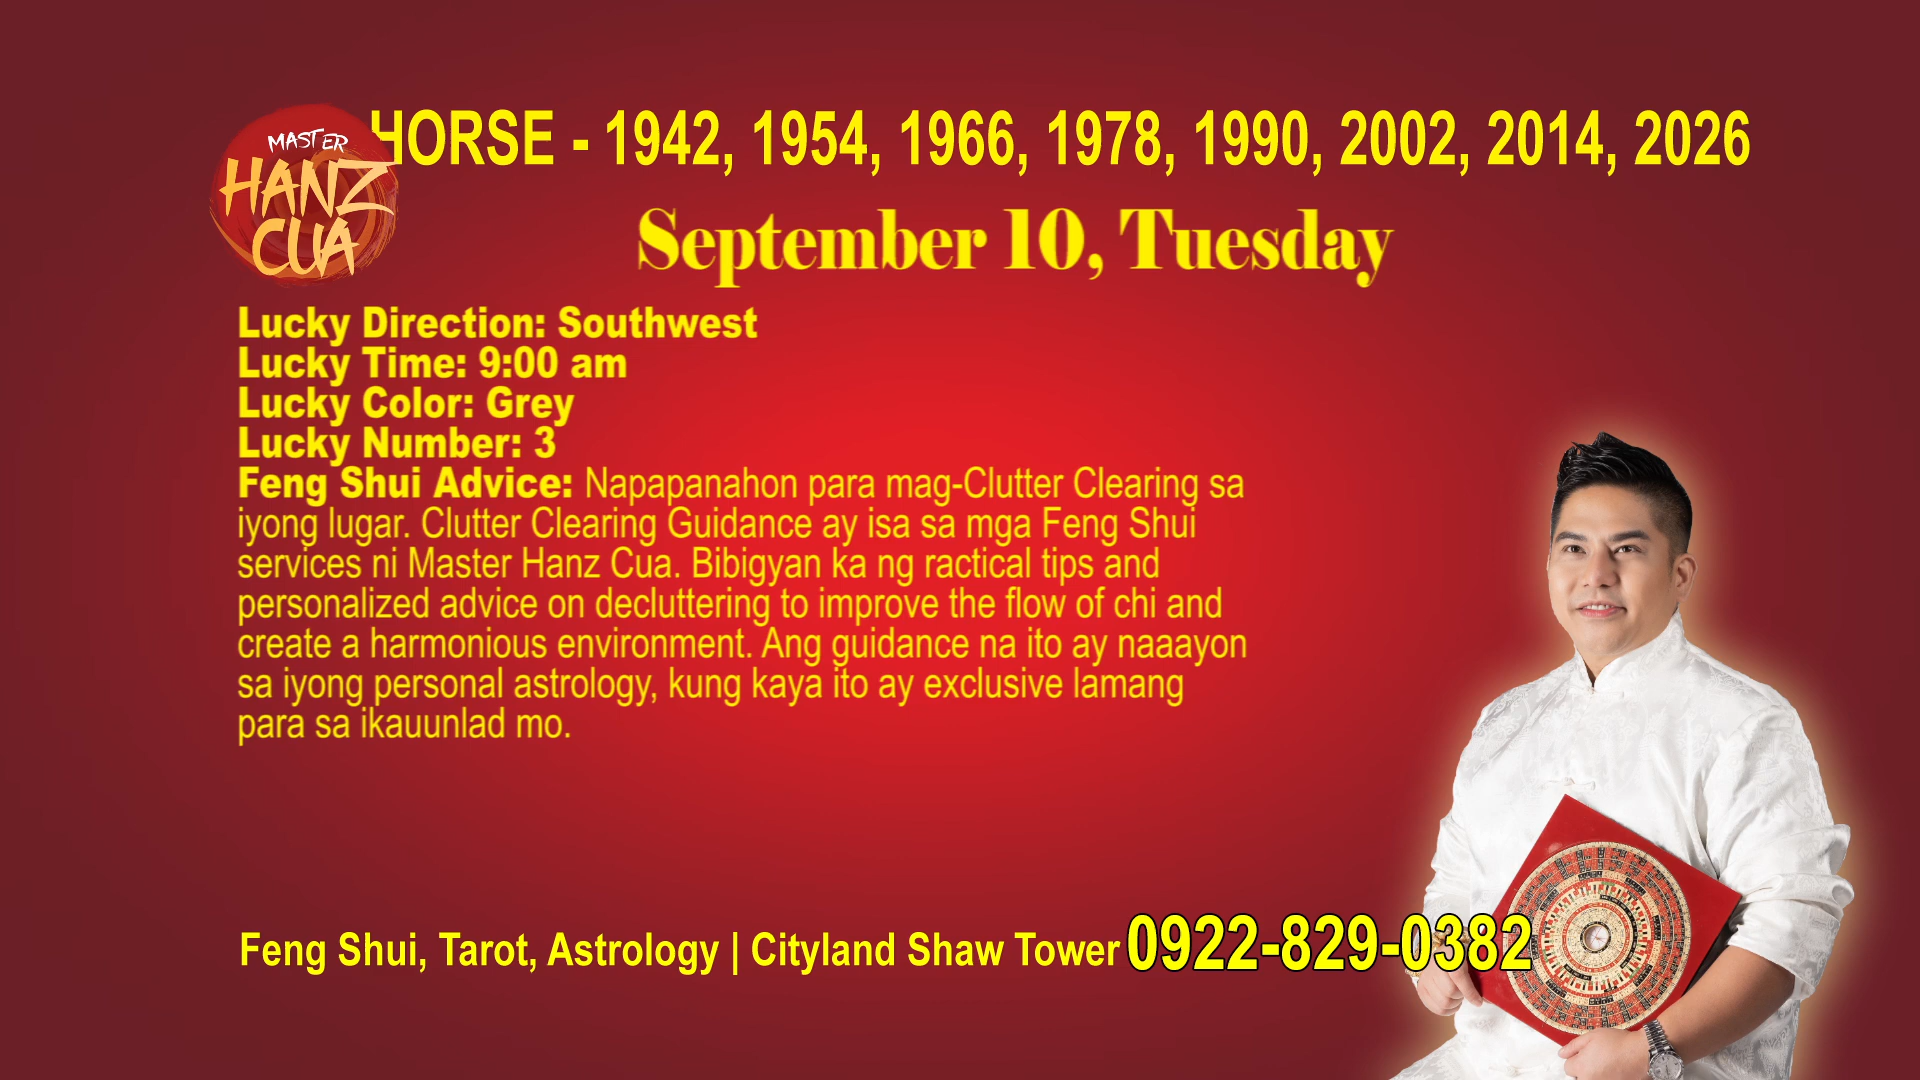 MASTER
HANZ
CUA
HORSE - 1942, 1954, 1966, 1978, 1990, 2002, 2014, 2026
September 10, Tuesday
Lucky Direction: Southwest
Lucky Time: 9:00 am
Lucky Color: Grey
Lucky Number: 3
Feng Shui Advice: Napapanahon para mag-Clutter Clearing sa
iyong lugar. Clutter Clearing Guidance ay isa sa mga Feng Shui
services ni Master Hanz Cua. Bibigyan ka ng ractical tips and
personalized advice on decluttering to improve the flow of chi and
create a harmonious environment. Ang guidance na ito ay naaayon
sa iyong personal astrology, kung kaya ito ay exclusive lamang
para sa ikauunlad mo.
Feng Shui, Tarot, Astrology | Cityland Shaw Tower 0922-829-0382